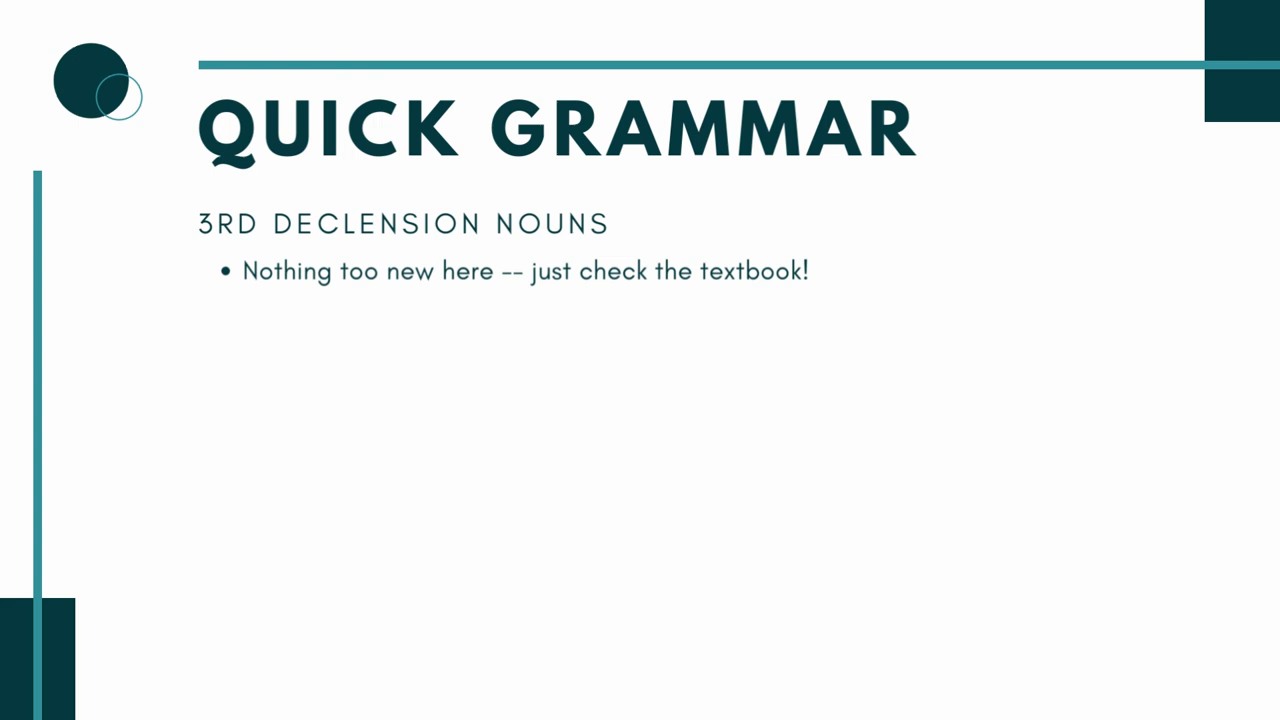 QUICK GRAMMAR
3RD DECLENSION NOUNS
• Nothing too new here -- just check the textbook!